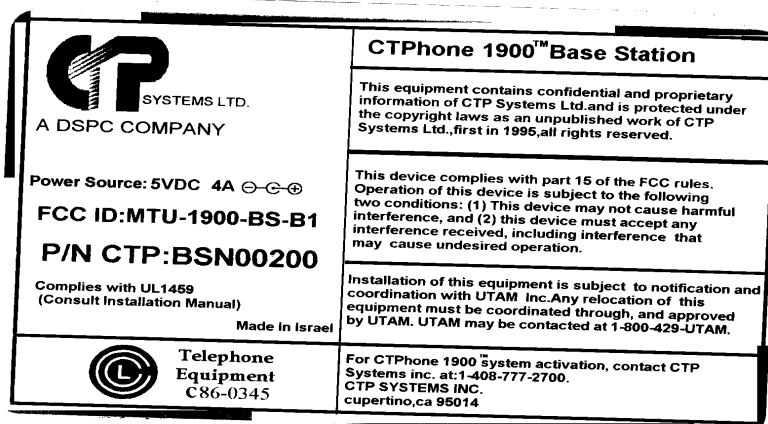 CTP
SYSTEMS LTD.
A DSPC COMPANY
Power Source: 5VDC 4A
FCC ID:MTU-1900-BS-B1
P/N CTP:BSN00200
Complies with UL1459
(Consult Installation Manual)
Made In Israel
CTPhone 1900™Base Station
This equipment contains confidential and proprietary
information of CTP Systems Ltd.and is protected under
the copyright laws as an unpublished work of CTP
Systems Ltd.,first in 1995,all rights reserved.
This device complies with part 15 of the FCC rules.
Operation of this device is subject to the following
two conditions: (1) This device may not cause harmful
interference, and (2) this device must accept any
interference received, including interference that
may cause undesired operation.
Installation of this equipment is subject to notification and
coordination with UTAM Inc.Any relocation of this
equipment must be coordinated through, and approved
by UTAM. UTAM may be contacted at 1-800-429-UTAM.
L
Telephone
Equipment
C86-0345
For CTPhone 1900™system activation, contact CTP
Systems inc. at:1-408-777-2700.
CTP SYSTEMS INC.
cupertino,ca 95014